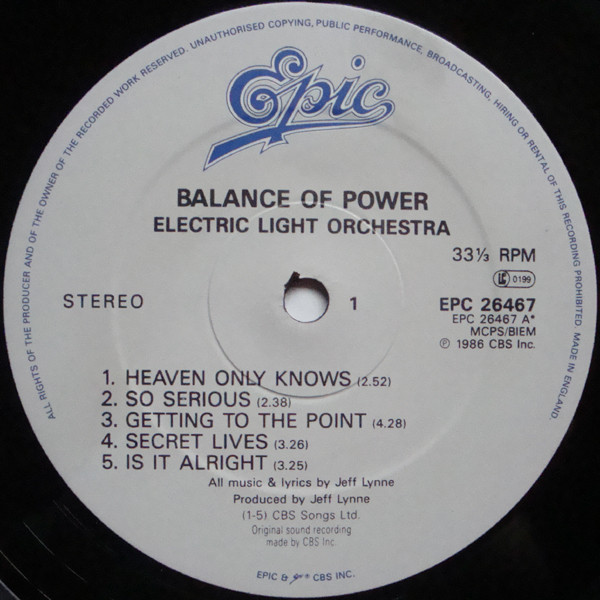 ALL RIGHTS OF THE PRODUCER AND OF THE OWNER OF THE RECORDED WORK RESERVED. UNAUTHORISED COPYING, PUBLIC PERFORMANCE, BROADCASTING, HIRING OR RENTAL OF THIS RECORDING PROHIBITED. MADE IN ENGLAND.
Epic
BALANCE OF POWER
ELECTRIC LIGHT ORCHESTRA
33⅓ RPM
LC 0199
STEREO
1
EPC 26467
EPC 26467 A*
MCPS/BIEM
℗ 1986 CBS Inc.
1. HEAVEN ONLY KNOWS (2.52)
2. SO SERIOUS (2.38)
3. GETTING TO THE POINT (4.28)
4. SECRET LIVES (3.26)
5. IS IT ALRIGHT (3.25)
All music & lyrics by Jeff Lynne
Produced by Jeff Lynne
(1-5) CBS Songs Ltd.
Original sound recording
made by CBS Inc.
EPIC & Epic ® CBS INC.